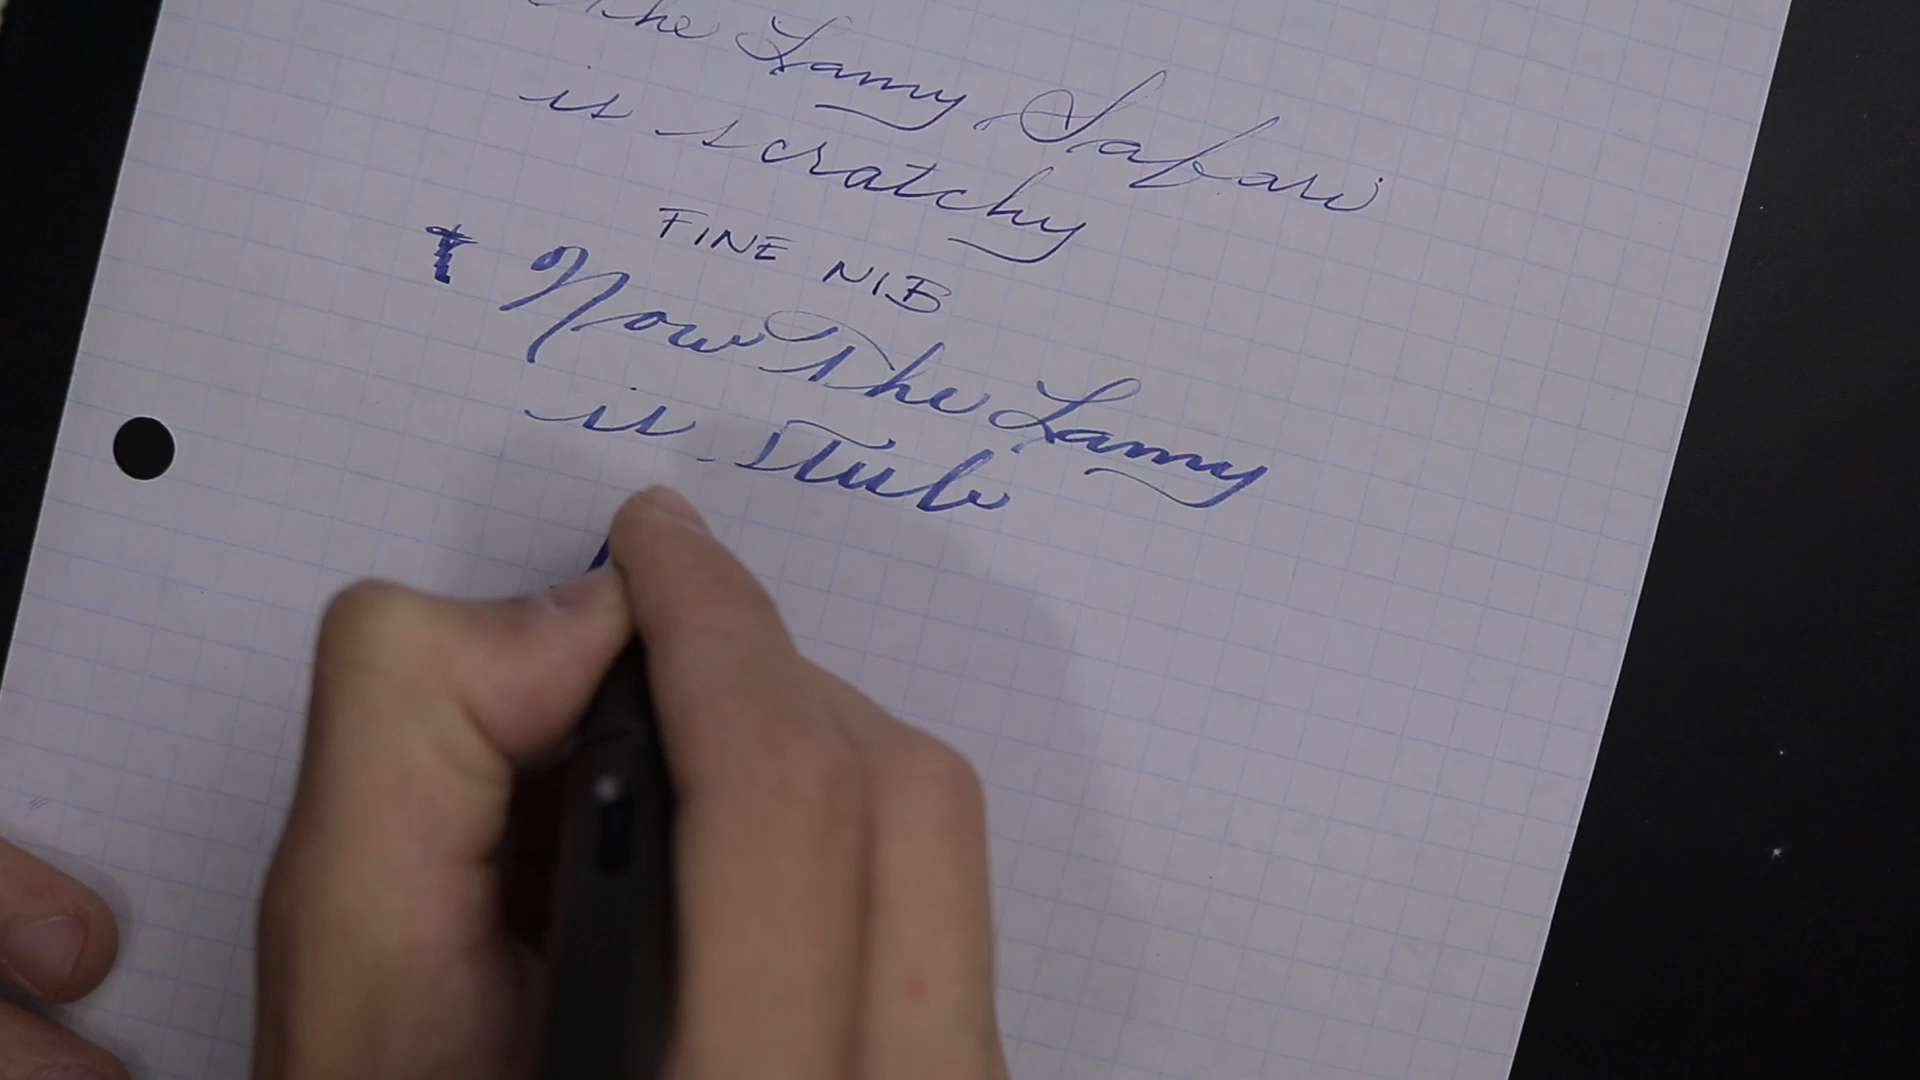 The Lamy Safari
is scratchy
FINE NIB
Now The Lamy
is stub